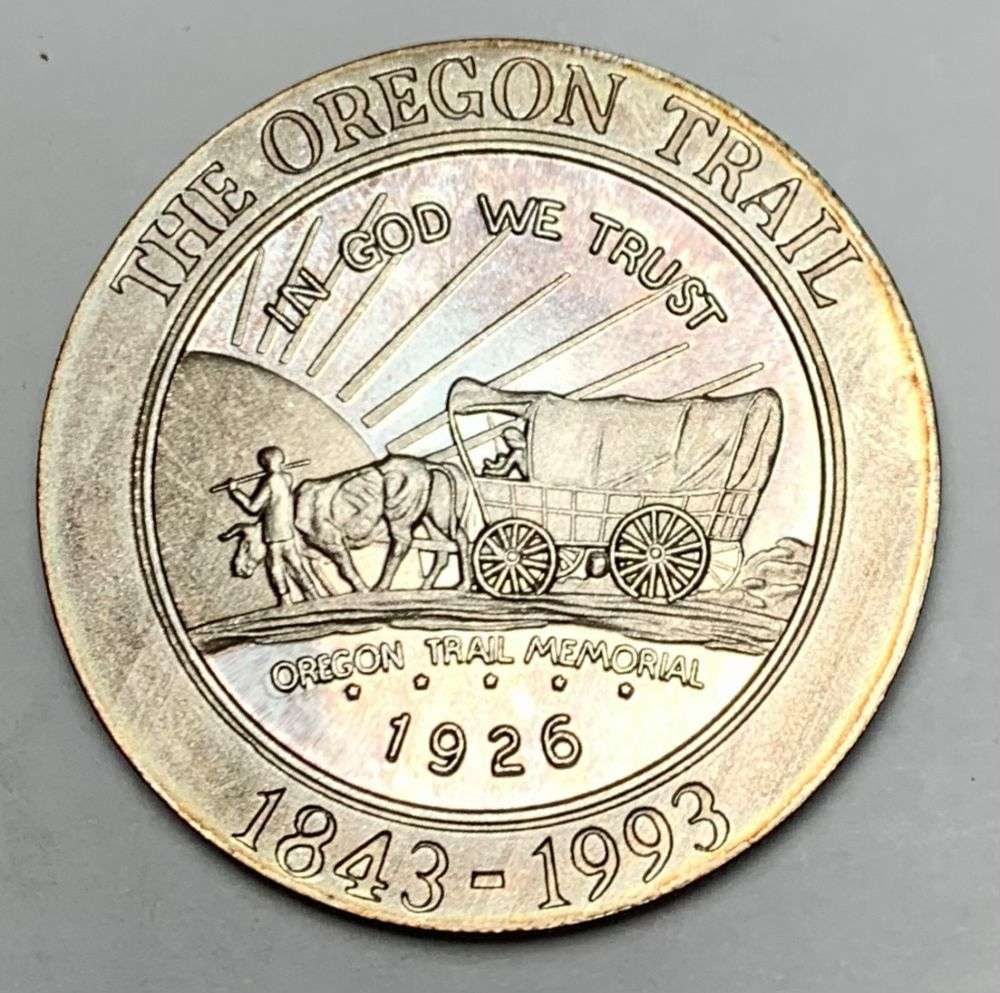 THE OREGON TRAIL
IN GOD WE TRUST
OREGON TRAIL MEMORIAL
1926
1843-1993